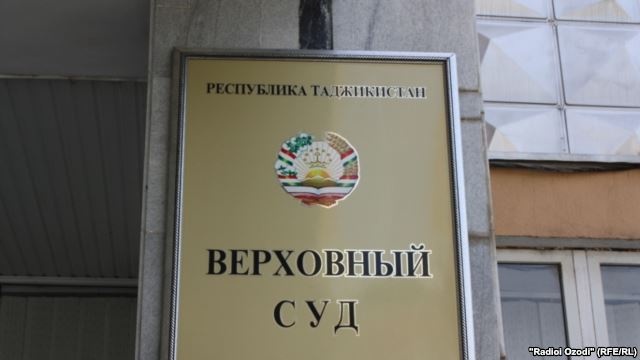 РЕСПУБЛИКА ТАДЖИКИСТАН
ВЕРХОВНЫЙ
СУД
"Radioi Ozodi" (RFE/RL)